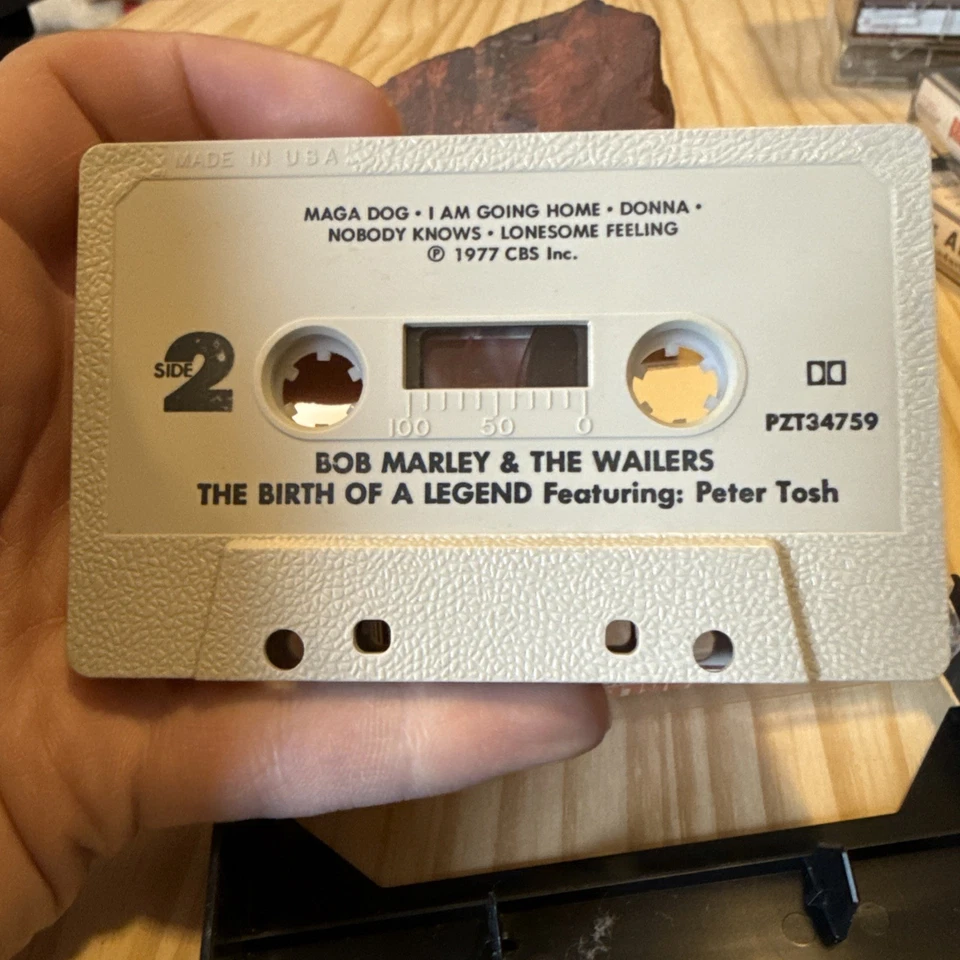 MADE IN USA
MAGA DOG • I AM GOING HOME • DONNA •
NOBODY KNOWS • LONESOME FEELING
℗ 1977 CBS Inc.
SIDE 2
100 50 0
PZT34759
BOB MARLEY & THE WAILERS
THE BIRTH OF A LEGEND Featuring: Peter Tosh